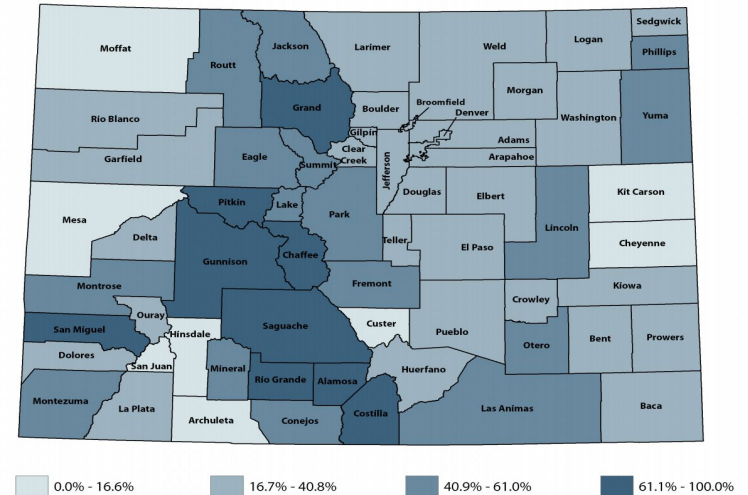 Sedgwick
Moffat
Routt
Jackson
Larimer
Weld
Logan
Phillips
Grand
Morgan
Rio Blanco
Boulder
Broomfield
Denver
Washington
Yuma
Gilpin
Adams
Garfield
Eagle
Summit
Clear
Creek
Jefferson
Arapahoe
Pitkin
Lake
Park
Douglas
Elbert
Kit Carson
Mesa
Delta
Gunnison
Chaffee
Teller
El Paso
Lincoln
Cheyenne
Montrose
Fremont
Crowley
Kiowa
Ouray
San Miguel
Hinsdale
Saguache
Custer
Pueblo
Otero
Bent
Prowers
Dolores
San Juan
Mineral
Rio Grande
Alamosa
Huerfano
Montezuma
La Plata
Archuleta
Conejos
Costilla
Las Animas
Baca
0.0% - 16.6%
16.7% - 40.8%
40.9% - 61.0%
61.1% - 100.0%